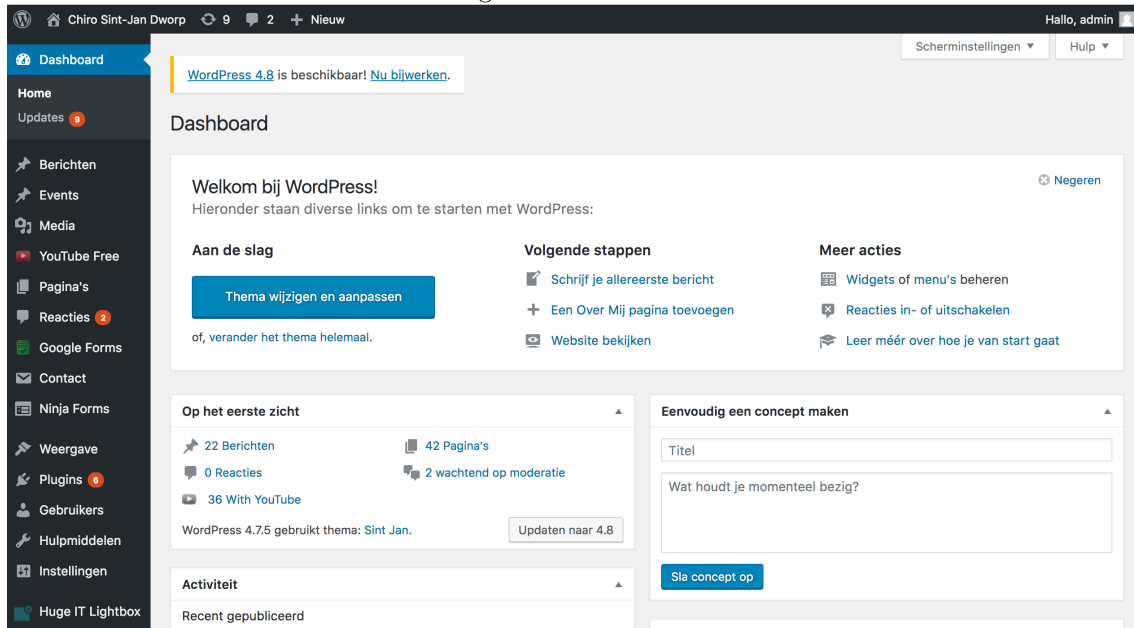 Chiro Sint-Jan Dworp 9 2 Nieuw Hallo, admin
Scherminstellingen ▼ Hulp ▼
Dashboard
Home
Updates 9
Berichten
Events
Media
YouTube Free
Pagina's
Reacties 2
Google Forms
Contact
Ninja Forms
Weergave
Plugins 6
Gebruikers
Hulpmiddelen
Instellingen
Huge IT Lightbox
WordPress 4.8 is beschikbaar! Nu bijwerken.
Dashboard
Welkom bij WordPress!
Negeren
Hieronder staan diverse links om te starten met WordPress:
Aan de slag
Thema wijzigen en aanpassen
of, verander het thema helemaal.
Volgende stappen
Schrijf je allereerste bericht
Een Over Mij pagina toevoegen
Website bekijken
Meer acties
Widgets of menu's beheren
Reacties in- of uitschakelen
Leer méér over hoe je van start gaat
Op het eerste zicht
22 Berichten 42 Pagina's
0 Reacties 2 wachtend op moderatie
36 With YouTube
WordPress 4.7.5 gebruikt thema: Sint Jan. Updaten naar 4.8
Activiteit
Recent gepubliceerd
Eenvoudig een concept maken
Titel
Wat houdt je momenteel bezig?
Sla concept op